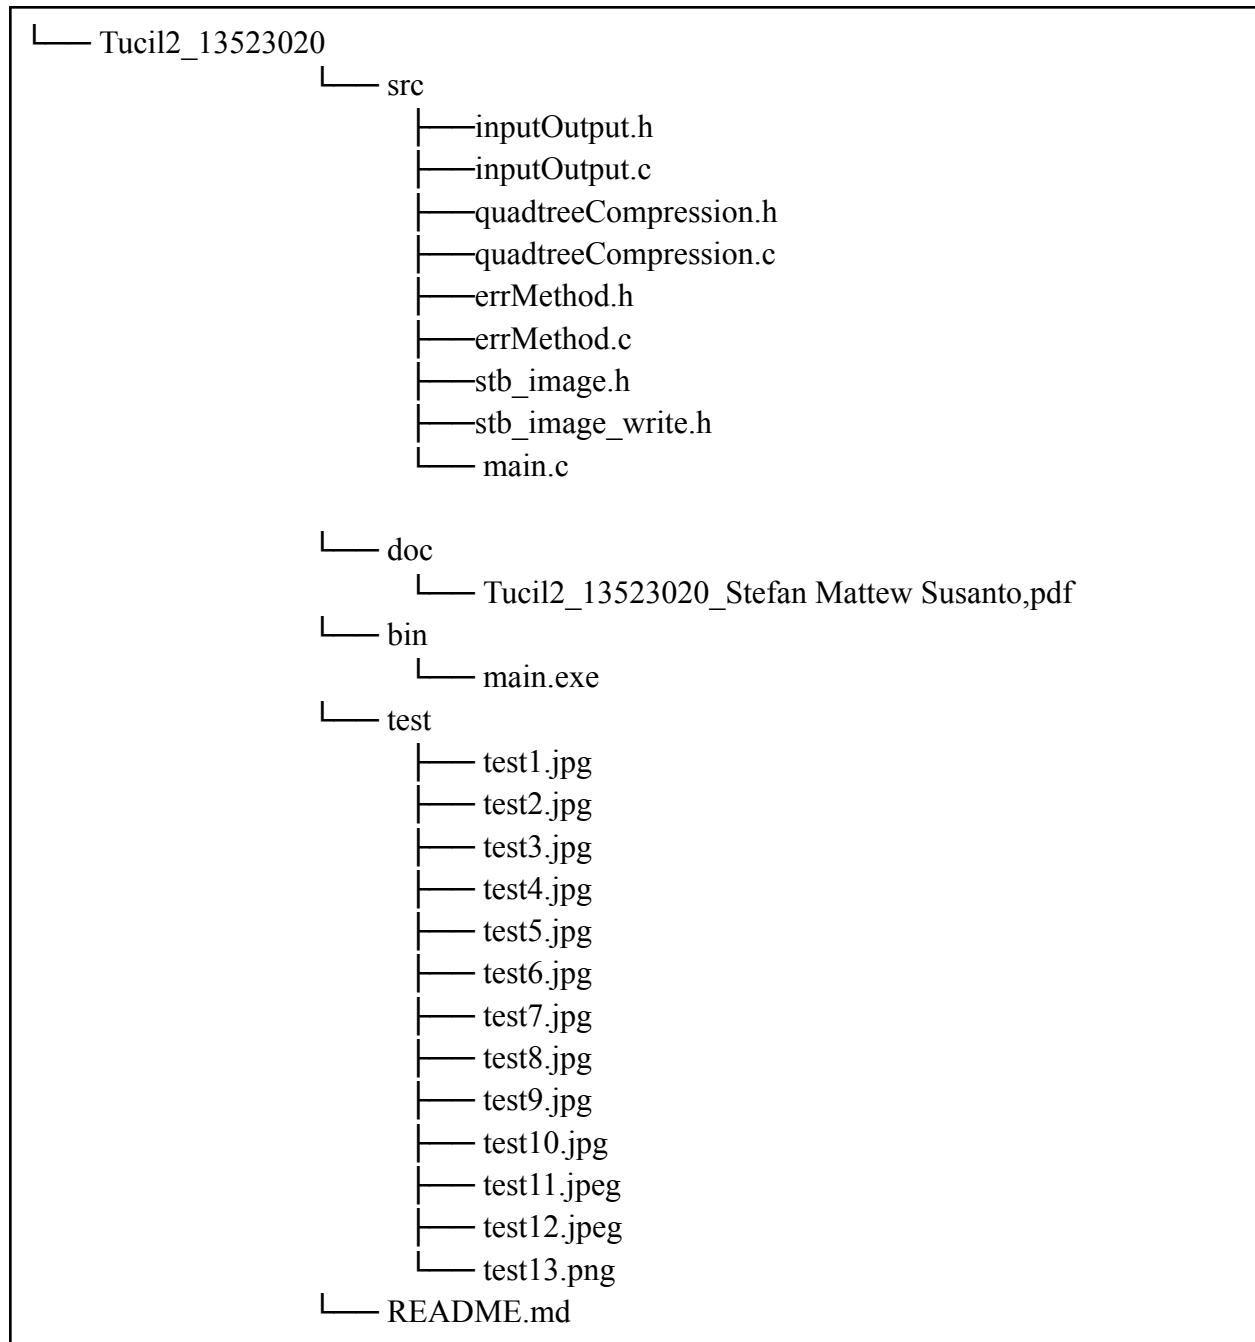 └── Tucil2_13523020
└── src
├──inputOutput.h
├──inputOutput.c
├──quadtreeCompression.h
├──quadtreeCompression.c
├──errMethod.h
├──errMethod.c
├──stb_image.h
├──stb_image_write.h
└── main.c
└── doc
└── Tucil2_13523020_Stefan Mattew Susanto,pdf
└── bin
└── main.exe
└── test
├── test1.jpg
├── test2.jpg
├── test3.jpg
├── test4.jpg
├── test5.jpg
├── test6.jpg
├── test7.jpg
├── test8.jpg
├── test9.jpg
├── test10.jpg
├── test11.jpeg
├── test12.jpeg
└── test13.png
└── README.md